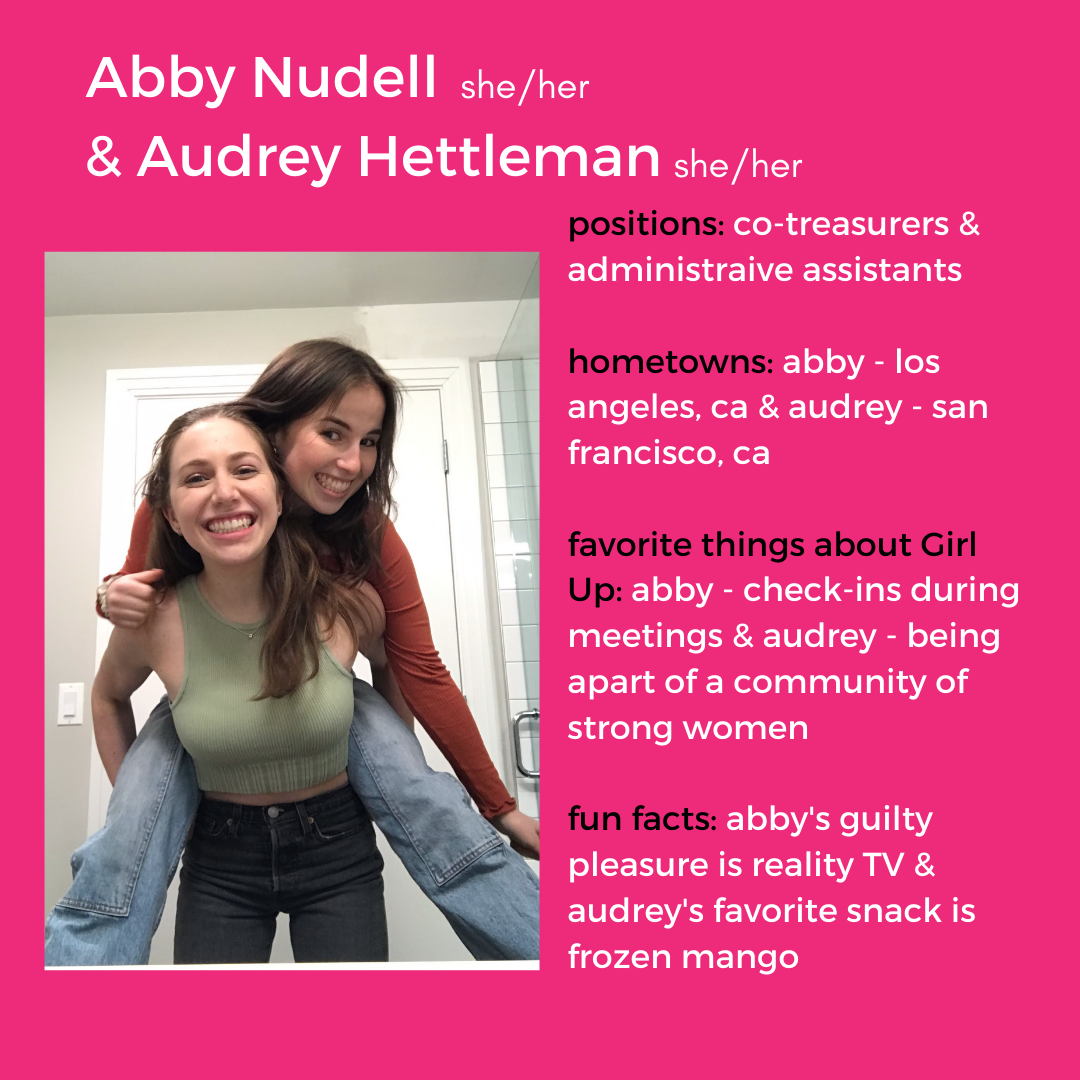 Abby Nudell she/her
& Audrey Hettleman she/her
positions: co-treasurers &
administraive assistants
hometowns: abby - los
angeles, ca & audrey - san
francisco, ca
favorite things about Girl
Up: abby - check-ins during
meetings & audrey - being
apart of a community of
strong women
fun facts: abby's guilty
pleasure is reality TV &
audrey's favorite snack is
frozen mango